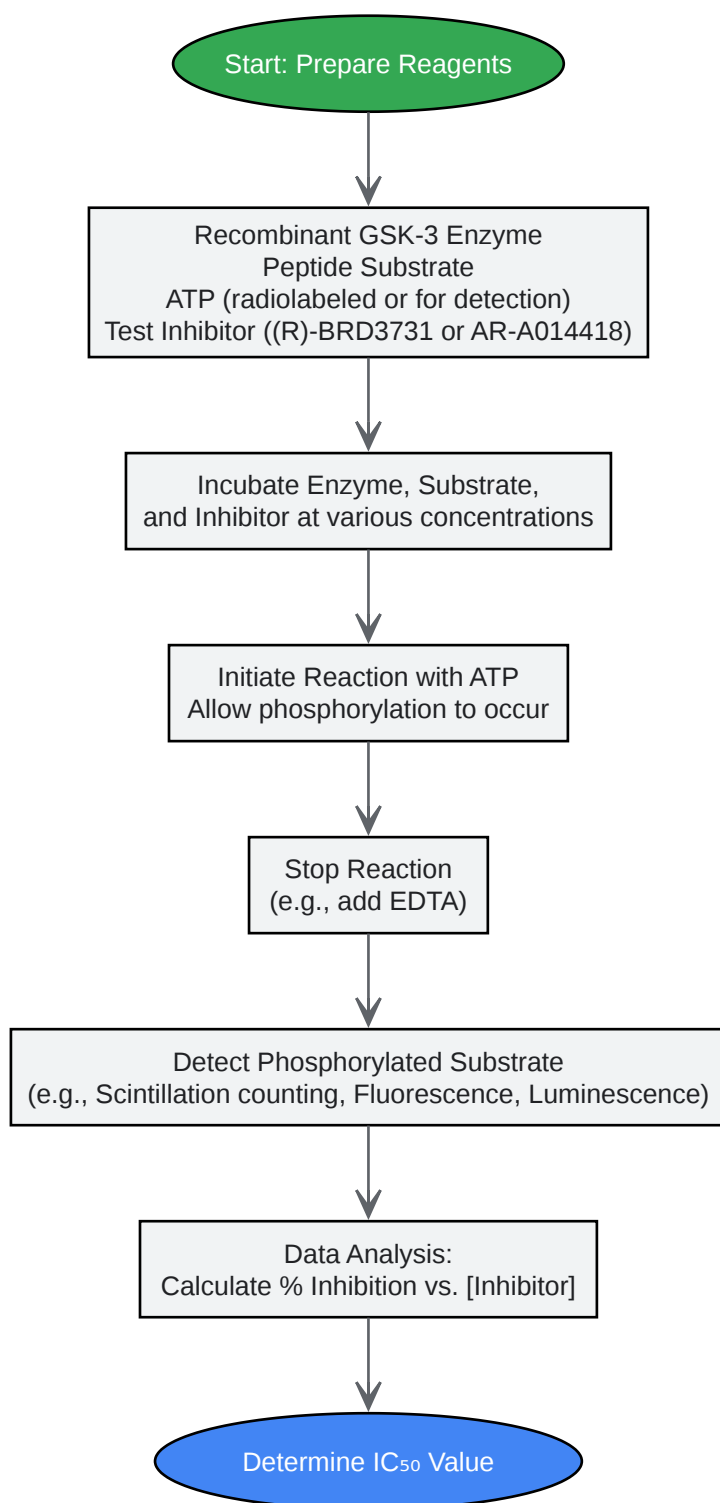 Start: Prepare Reagents
Recombinant GSK-3 Enzyme
Peptide Substrate
ATP (radiolabeled or for detection)
Test Inhibitor ((R)-BRD3731 or AR-A014418)
Incubate Enzyme, Substrate,
and Inhibitor at various concentrations
Initiate Reaction with ATP
Allow phosphorylation to occur
Stop Reaction
(e.g., add EDTA)
Detect Phosphorylated Substrate
(e.g., Scintillation counting, Fluorescence, Luminescence)
Data Analysis:
Calculate % Inhibition vs. [Inhibitor]
Determine IC₅₀ Value